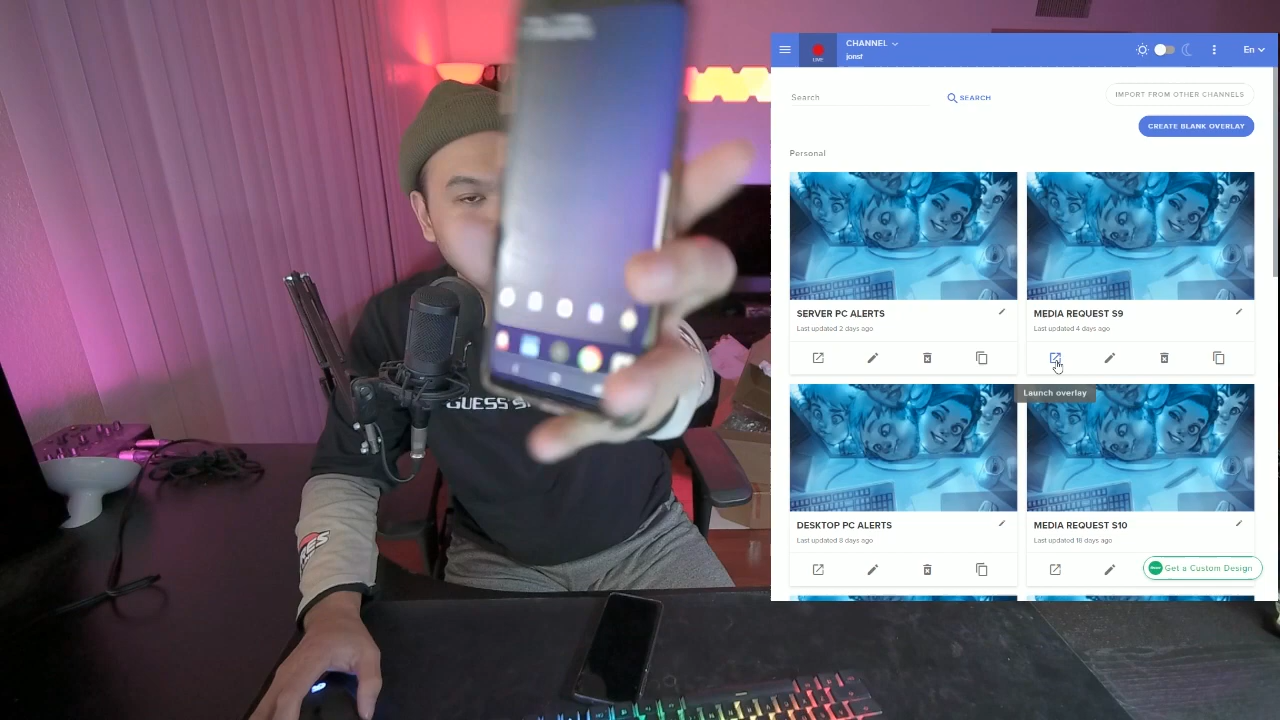 CHANNEL
jonsf
LIVE
En
Search
SEARCH
IMPORT FROM OTHER CHANNELS
CREATE BLANK OVERLAY
Personal
SERVER PC ALERTS
Last updated 2 days ago
MEDIA REQUEST S9
Last updated 4 days ago
Launch overlay
DESKTOP PC ALERTS
Last updated 8 days ago
MEDIA REQUEST S10
Last updated 18 days ago
Get a Custom Design
GUESS